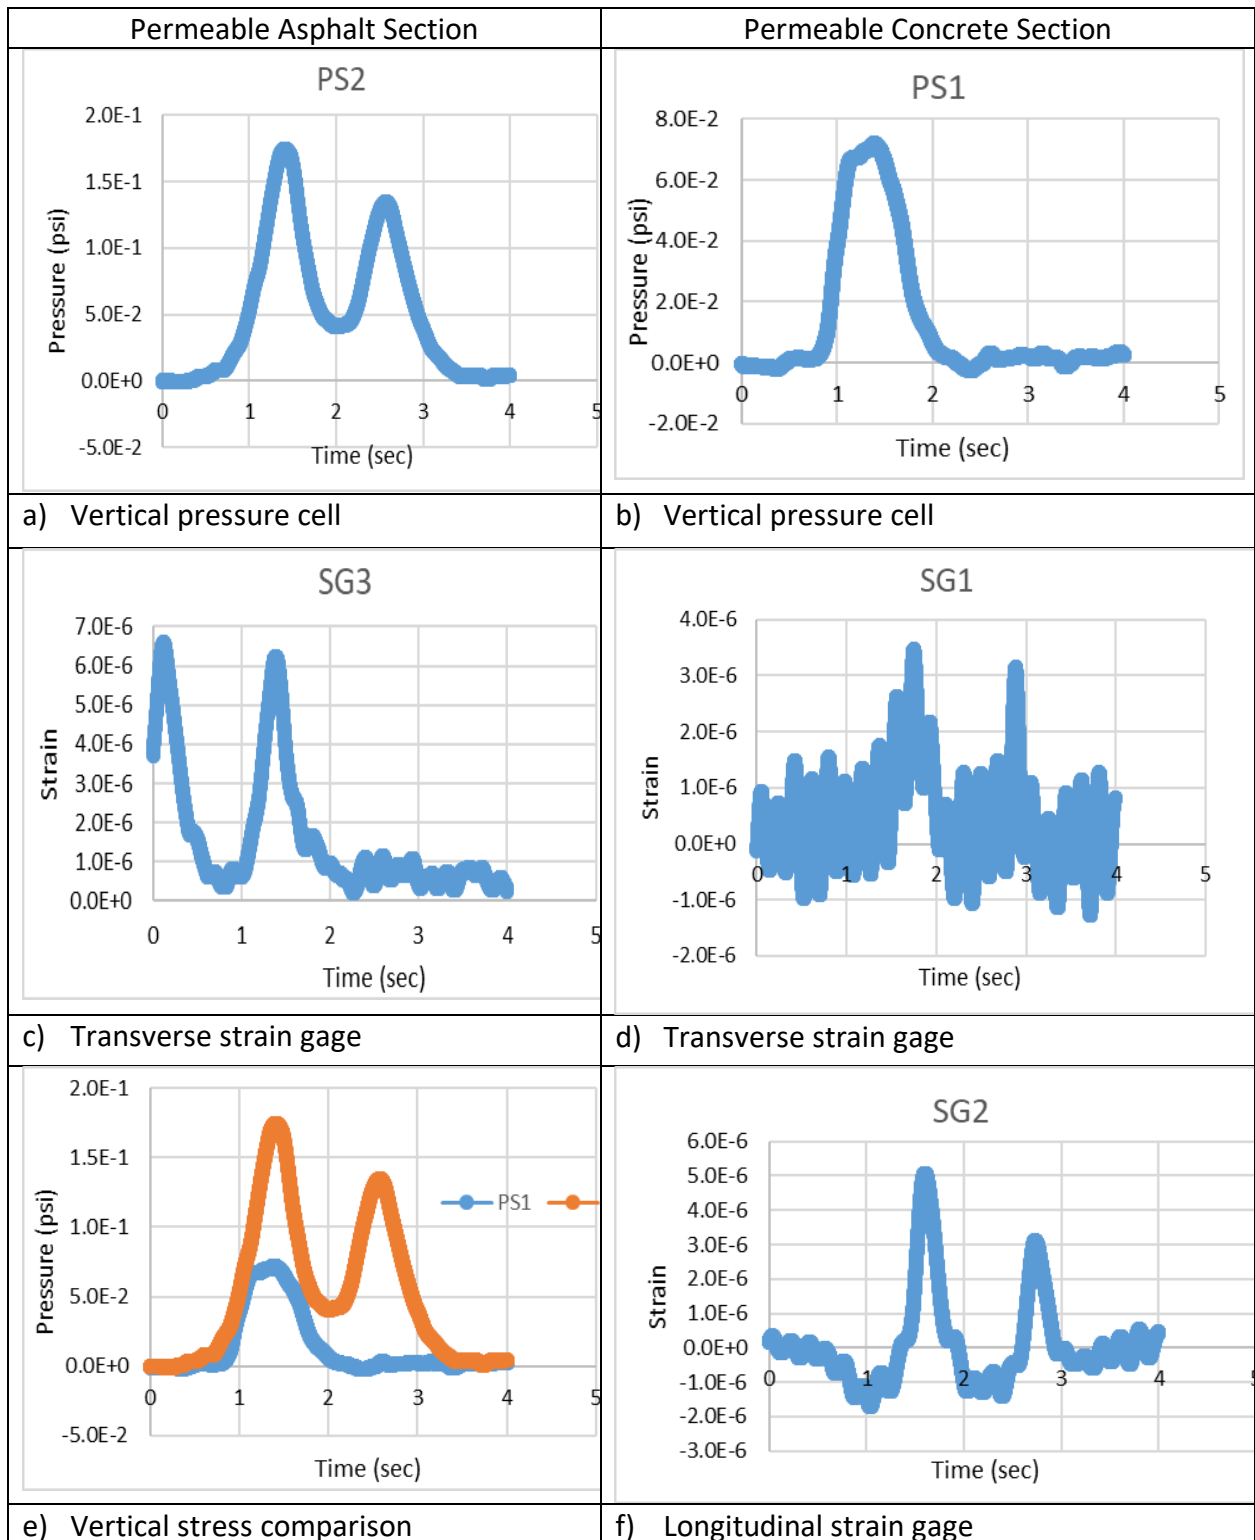 Permeable Asphalt Section
Permeable Concrete Section
PS2
2.0E-1
1.5E-1
1.0E-1
5.0E-2
0.0E+0
-5.0E-2
0 1 2 3 4 5
Pressure (psi)
Time (sec)
PS1
8.0E-2
6.0E-2
4.0E-2
2.0E-2
0.0E+0
-2.0E-2
0 1 2 3 4 5
Pressure (psi)
Time (sec)
a) Vertical pressure cell
b) Vertical pressure cell
SG3
7.0E-6
6.0E-6
5.0E-6
4.0E-6
3.0E-6
2.0E-6
1.0E-6
0.0E+0
0 1 2 3 4 5
Strain
Time (sec)
SG1
4.0E-6
3.0E-6
2.0E-6
1.0E-6
0.0E+0
-1.0E-6
-2.0E-6
0 1 2 3 4 5
Strain
Time (sec)
c) Transverse strain gage
d) Transverse strain gage
2.0E-1
1.5E-1
1.0E-1
5.0E-2
0.0E+0
-5.0E-2
0 1 2 3 4 5
Pressure (psi)
Time (sec)
PS1
SG2
6.0E-6
5.0E-6
4.0E-6
3.0E-6
2.0E-6
1.0E-6
0.0E+0
-1.0E-6
-2.0E-6
-3.0E-6
0 1 2 3 4 5
Strain
Time (sec)
e) Vertical stress comparison
f) Longitudinal strain gage